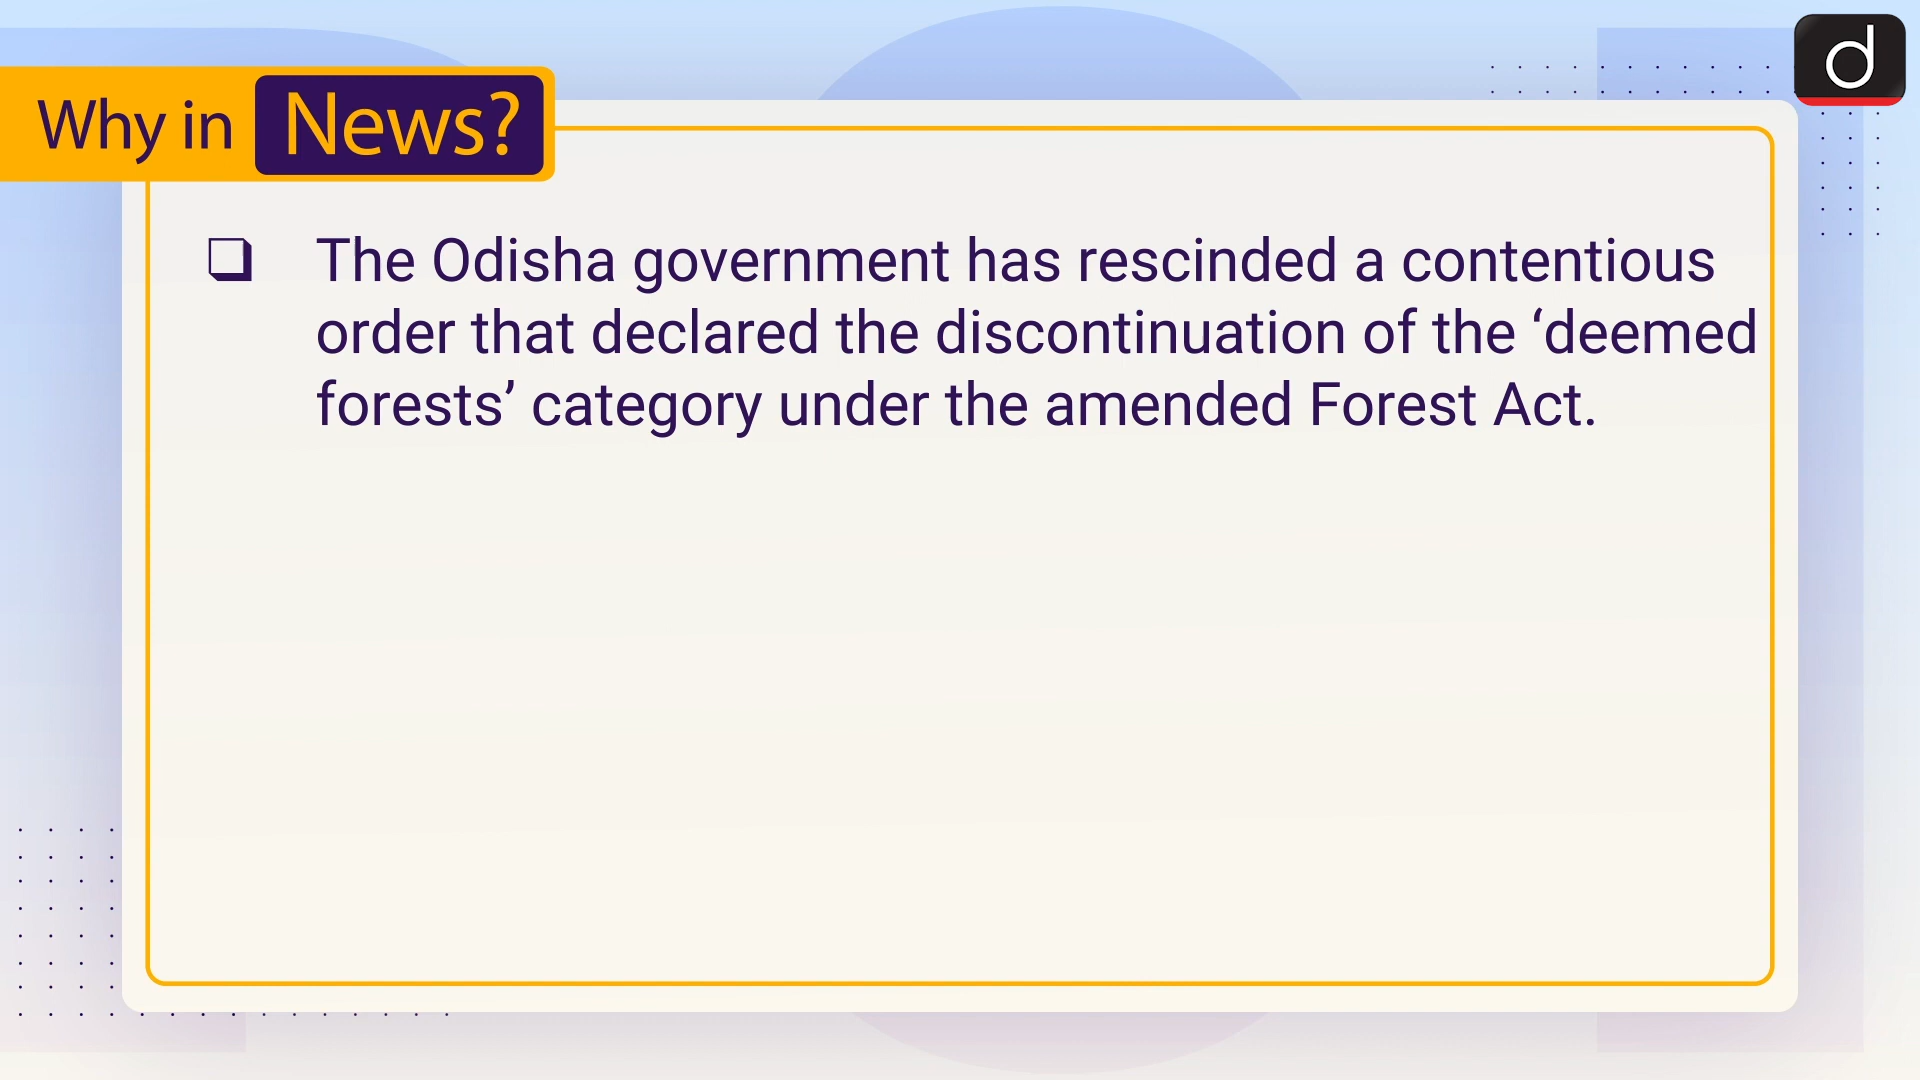 Why in News?
d
❑ The Odisha government has rescinded a contentious
order that declared the discontinuation of the ‘deemed
forests’ category under the amended Forest Act.